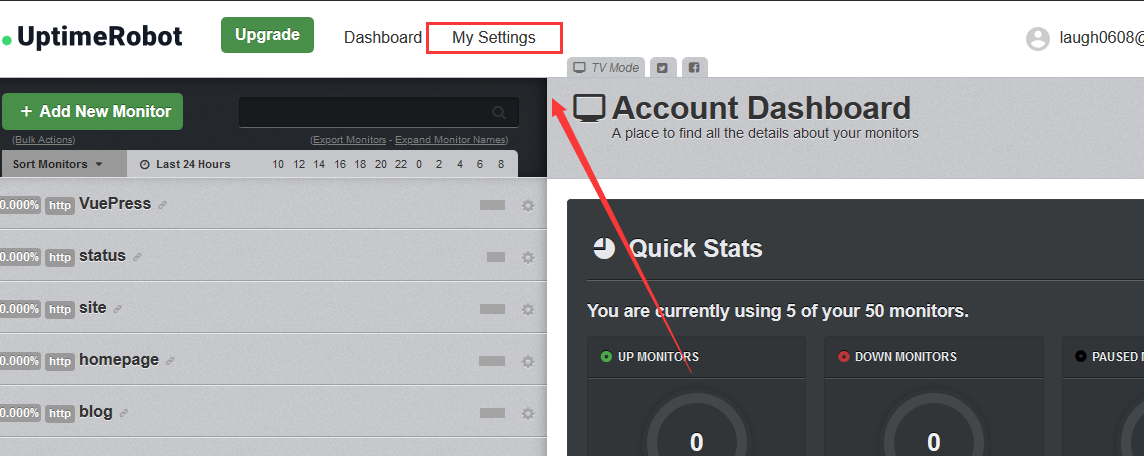 UptimeRobot
Upgrade
Dashboard
My Settings
laugh0608@
TV Mode
+ Add New Monitor
(Bulk Actions)
(Export Monitors - Expand Monitor Names)
Sort Monitors
Last 24 Hours
10 12 14 16 18 20 22 0 2 4 6 8
0.000% http VuePress
0.000% http status
0.000% http site
0.000% http homepage
0.000% http blog
Account Dashboard
A place to find all the details about your monitors
Quick Stats
You are currently using 5 of your 50 monitors.
UP MONITORS
DOWN MONITORS
PAUSED
0
0